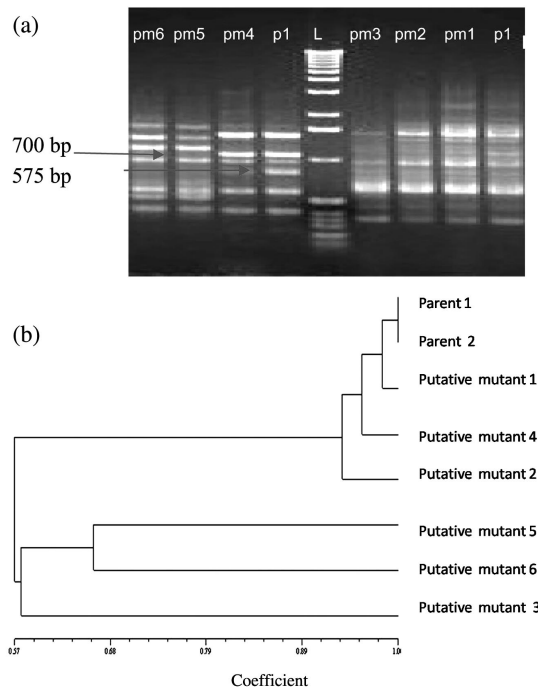 (a)
pm6 pm5 pm4 p1 L pm3 pm2 pm1 p1
700 bp
575 bp
(b)
Parent 1
Parent 2
Putative mutant 1
Putative mutant 4
Putative mutant 2
Putative mutant 5
Putative mutant 6
Putative mutant 3
0.57 0.68 0.79 0.89 1.00
Coefficient